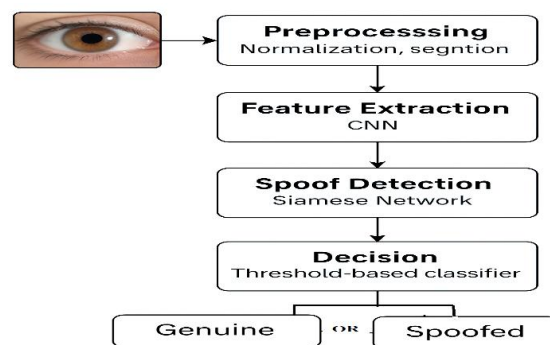 Preprocesssing
Normalization, segntion
Feature Extraction
CNN
Spoof Detection
Siamese Network
Decision
Threshold-based classifier
Genuine OR Spoofed